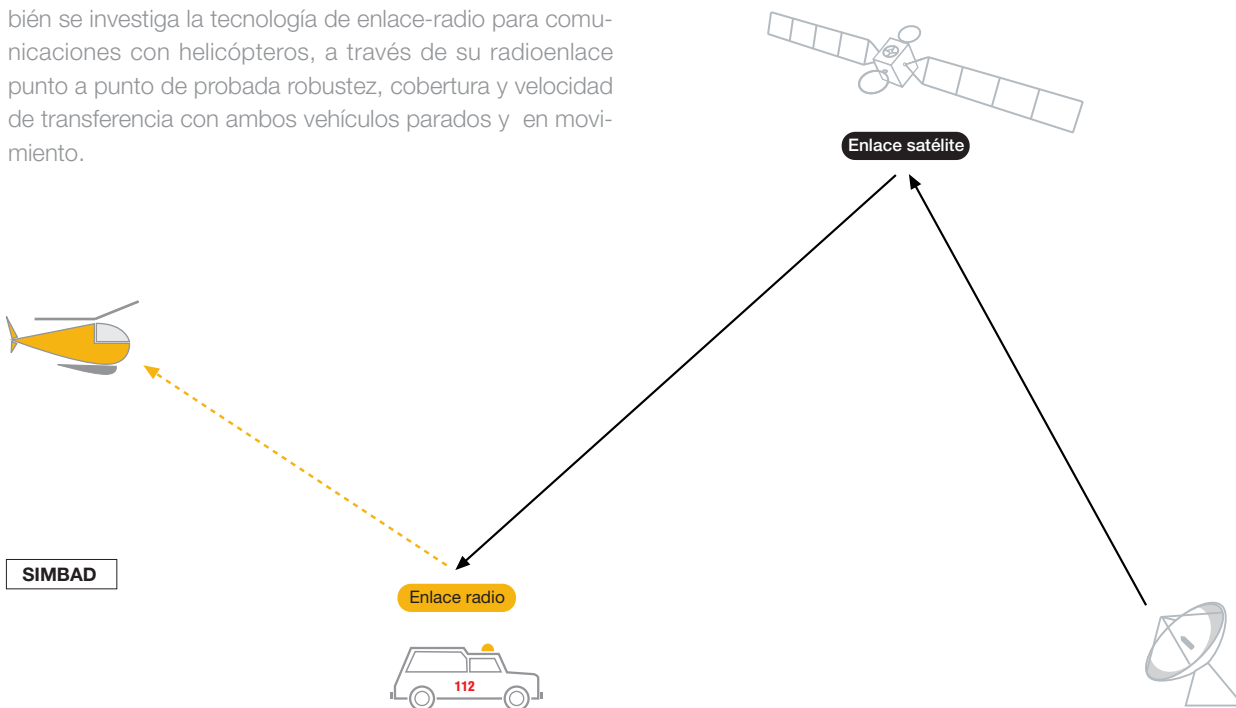 bién se investiga la tecnología de enlace-radio para comu-
nicaciones con helicópteros, a través de su radioenlace
punto a punto de probada robustez, cobertura y velocidad
de transferencia con ambos vehículos parados y en movi-
miento.
Enlace satélite
SIMBAD
Enlace radio
112